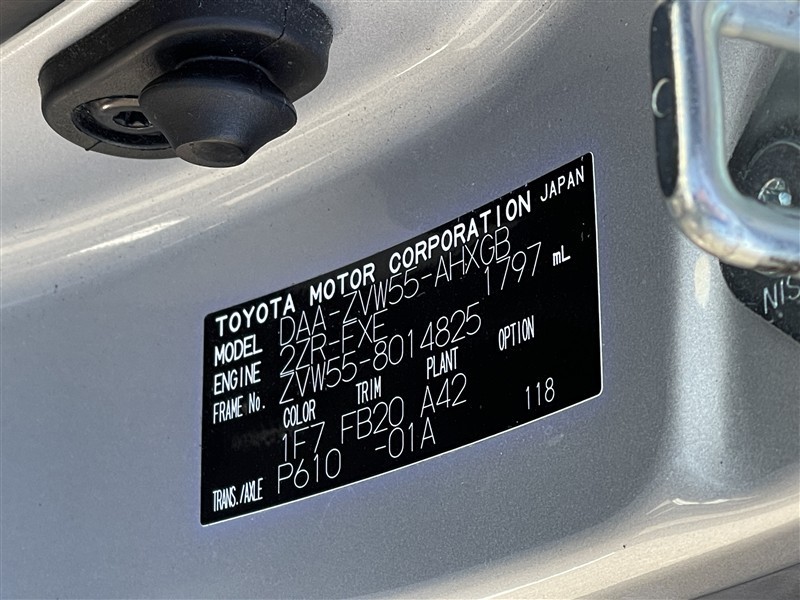 TOYOTA MOTOR CORPORATION JAPAN
MODEL DAA-ZVW55-AHXGB
ENGINE 2ZR-FXE 1797 mL
FRAME No. ZVW55-8014825
COLOR TRIM PLANT OPTION
1F7 FB20 A42 118
TRANS./AXLE P610 -01A